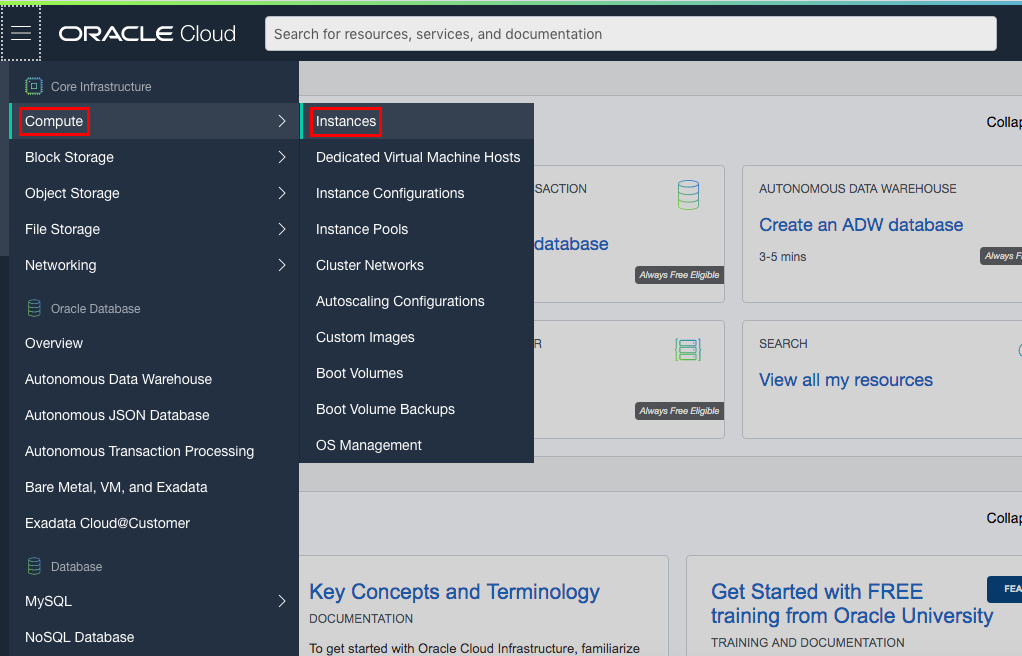 ORACLE Cloud
Search for resources, services, and documentation
Core Infrastructure
Compute
Block Storage
Object Storage
File Storage
Networking
Oracle Database
Overview
Autonomous Data Warehouse
Autonomous JSON Database
Autonomous Transaction Processing
Bare Metal, VM, and Exadata
Exadata Cloud@Customer
Database
MySQL
NoSQL Database
Instances
Dedicated Virtual Machine Hosts
Instance Configurations
Instance Pools
Cluster Networks
Autoscaling Configurations
Custom Images
Boot Volumes
Boot Volume Backups
OS Management
Collap
SACTION
database
Always Free Eligible
AUTONOMOUS DATA WAREHOUSE
Create an ADW database
3-5 mins
Always F
R
Always Free Eligible
SEARCH
View all my resources
Collap
Key Concepts and Terminology
DOCUMENTATION
To get started with Oracle Cloud Infrastructure, familiarize
Get Started with FREE
training from Oracle University
FEA
TRAINING AND DOCUMENTATION